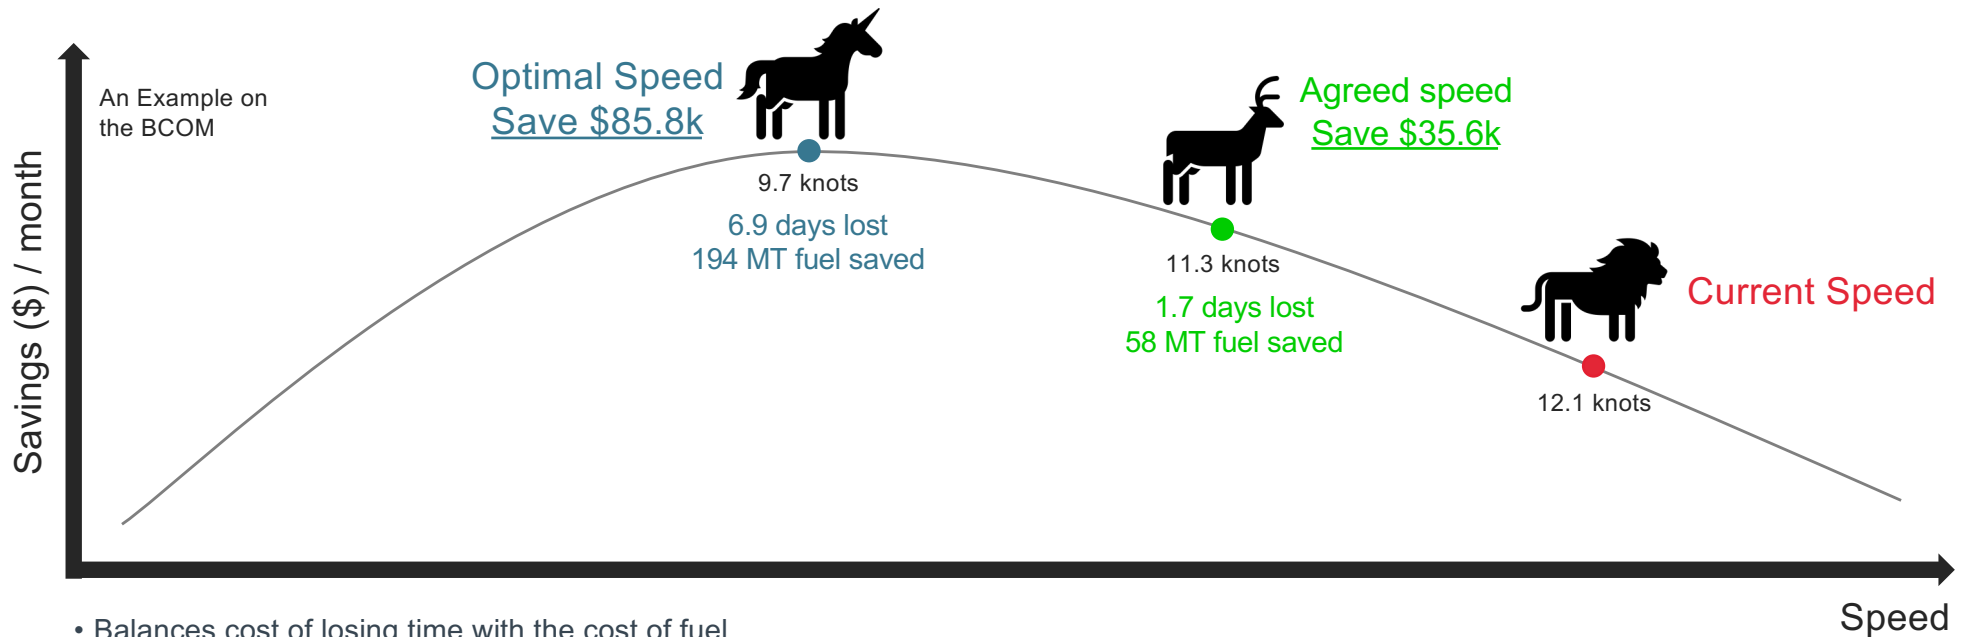 An Example on
the BCOM
Optimal Speed
Save $85.8k
9.7 knots
6.9 days lost
194 MT fuel saved
Agreed speed
Save $35.6k
11.3 knots
1.7 days lost
58 MT fuel saved
Current Speed
12.1 knots
Savings ($) / month
Speed
• Balances cost of losing time with the cost of fuel